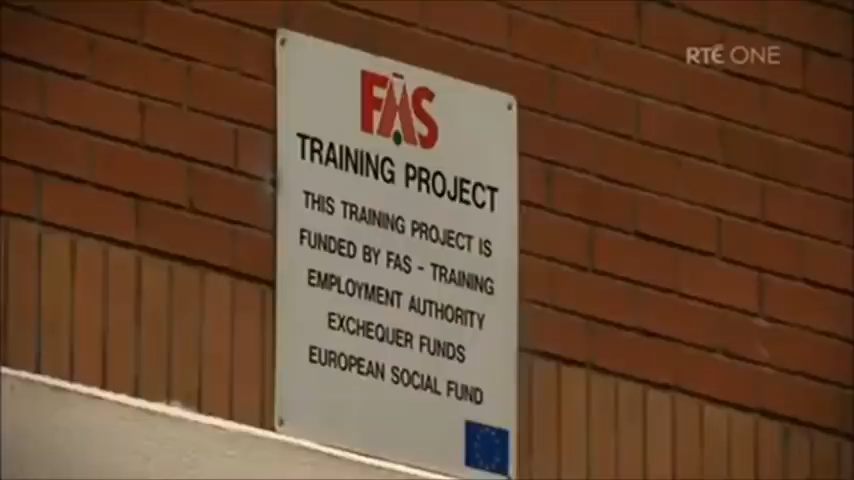 RTÉ ONE
FÁS
TRAINING PROJECT
THIS TRAINING PROJECT IS
FUNDED BY FAS - TRAINING
EMPLOYMENT AUTHORITY
EXCHEQUER FUNDS
EUROPEAN SOCIAL FUND